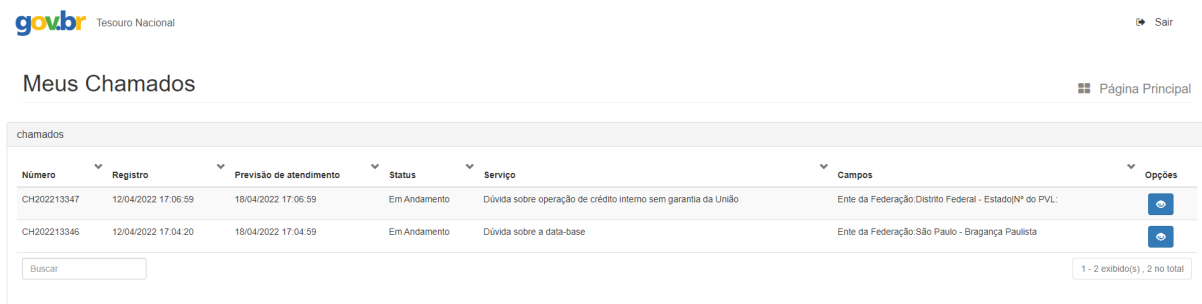 gov.br Tesouro Nacional Sair
Meus Chamados
Página Principal
chamados
Número Registro Previsão de atendimento Status Serviço Campos Opções
CH202213347 12/04/2022 17:06:59 18/04/2022 17:06:59 Em Andamento Dúvida sobre operação de crédito interno sem garantia da União Ente da Federação:Distrito Federal - Estado|Nº do PVL:
CH202213346 12/04/2022 17:04:20 18/04/2022 17:04:59 Em Andamento Dúvida sobre a data-base Ente da Federação:São Paulo - Bragança Paulista
Buscar 1 - 2 exibido(s) , 2 no total